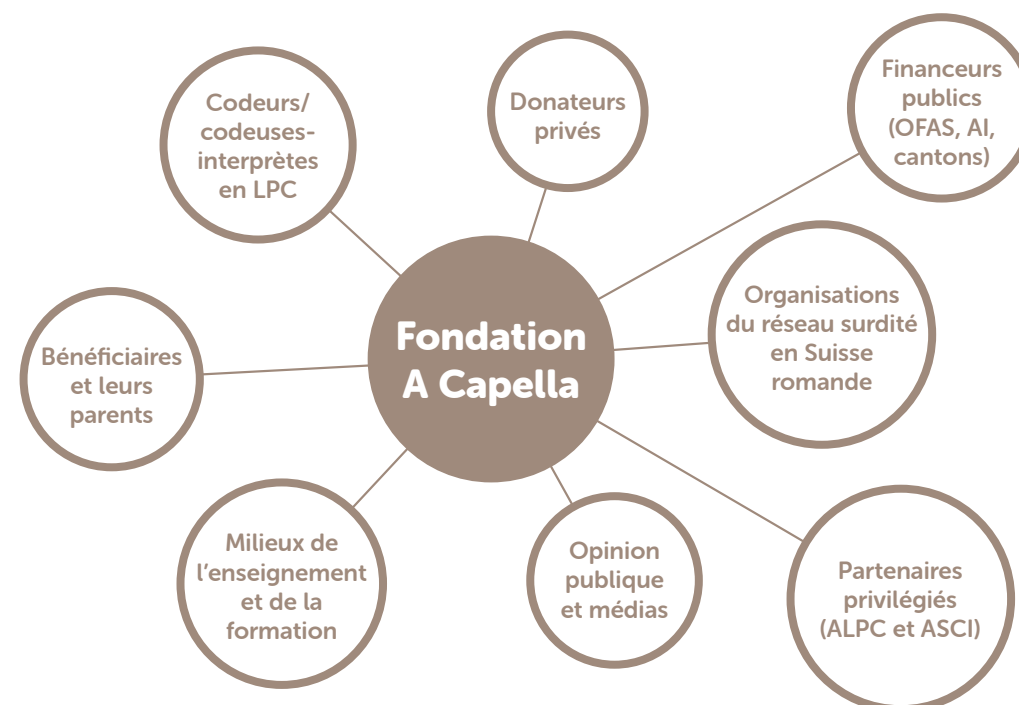 Codeurs/
codeuses-
interprètes
en LPC
Donateurs
privés
Financeurs
publics
(OFAS, AI,
cantons)
Bénéficiaires
et leurs
parents
Fondation
A Capella
Organisations
du réseau surdité
en Suisse
romande
Milieux de
l’enseignement
et de la
formation
Opinion
publique
et médias
Partenaires
privilégiés
(ALPC et ASCI)